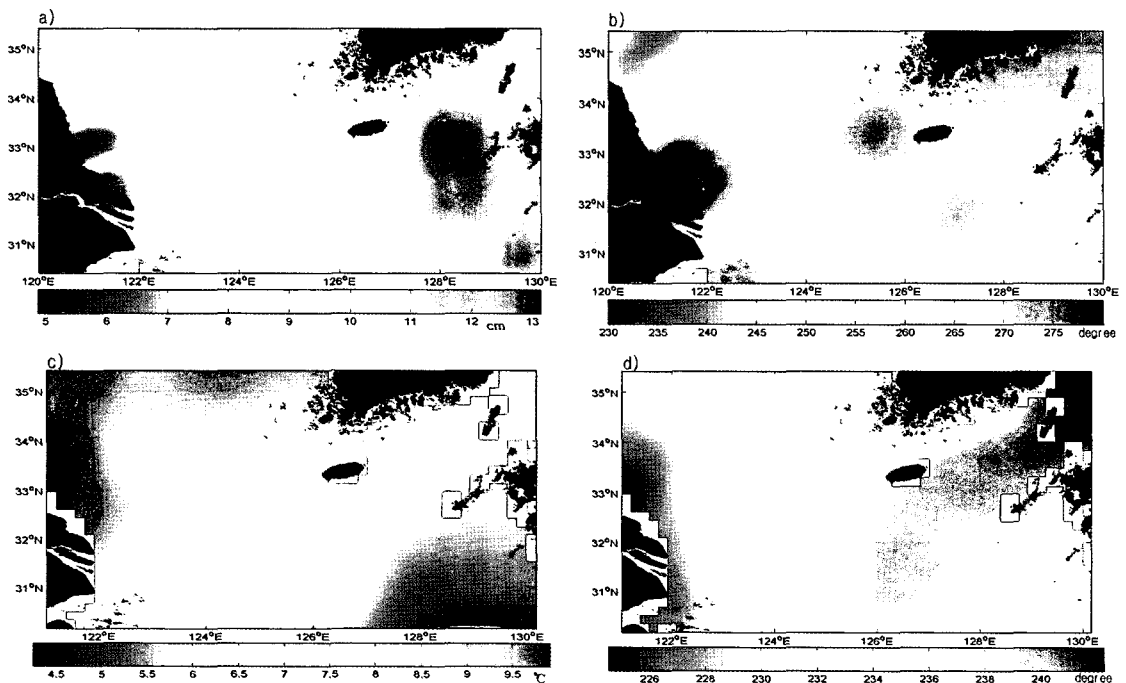 a)
35°N
34°N
33°N
32°N
31°N
120°E 122°E 124°E 126°E 128°E 130°E
5 6 7 8 9 10 11 12 13
cm
b)
35°N
34°N
33°N
32°N
31°N
120°E 122°E 124°E 126°E 128°E 130°E
230 235 240 245 250 255 260 265 270 275 degree
c)
35°N
34°N
33°N
32°N
31°N
122°E 124°E 126°E 128°E 130°E
4.5 5 5.5 6 6.5 7 7.5 8 8.5 9 9.5 °C
d)
35°N
34°N
33°N
32°N
31°N
122°E 124°E 126°E 128°E 130°E
226 228 230 232 234 236 238 240 degree